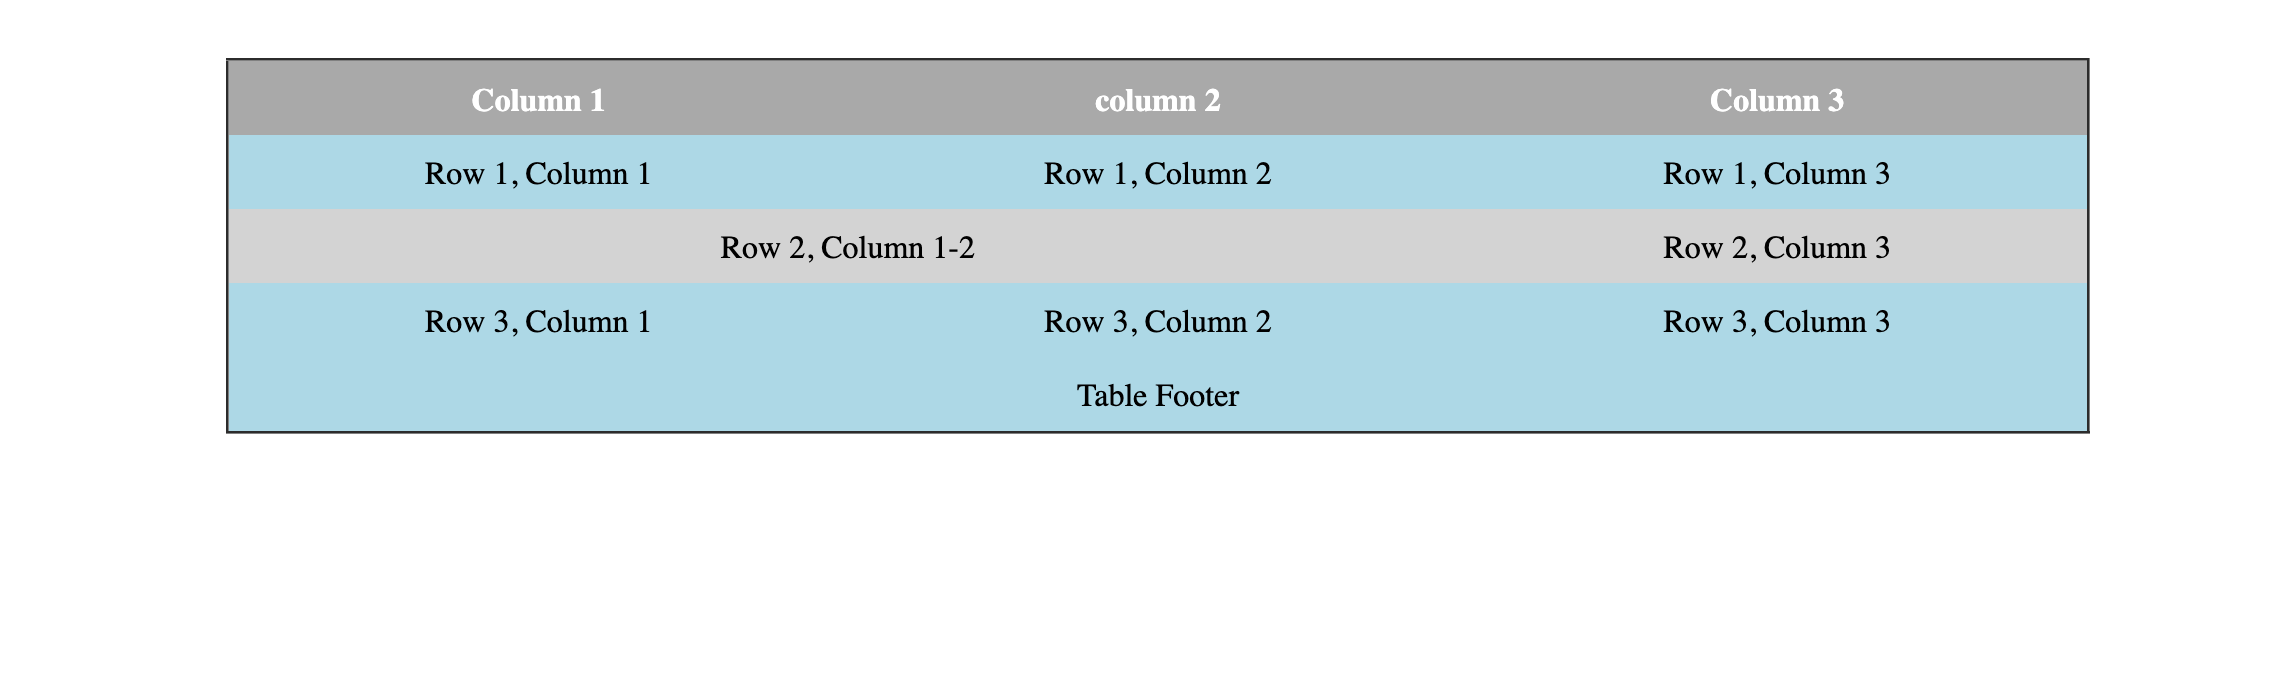 Column 1 column 2 Column 3
Row 1, Column 1 Row 1, Column 2 Row 1, Column 3
Row 2, Column 1-2 Row 2, Column 3
Row 3, Column 1 Row 3, Column 2 Row 3, Column 3
Table Footer